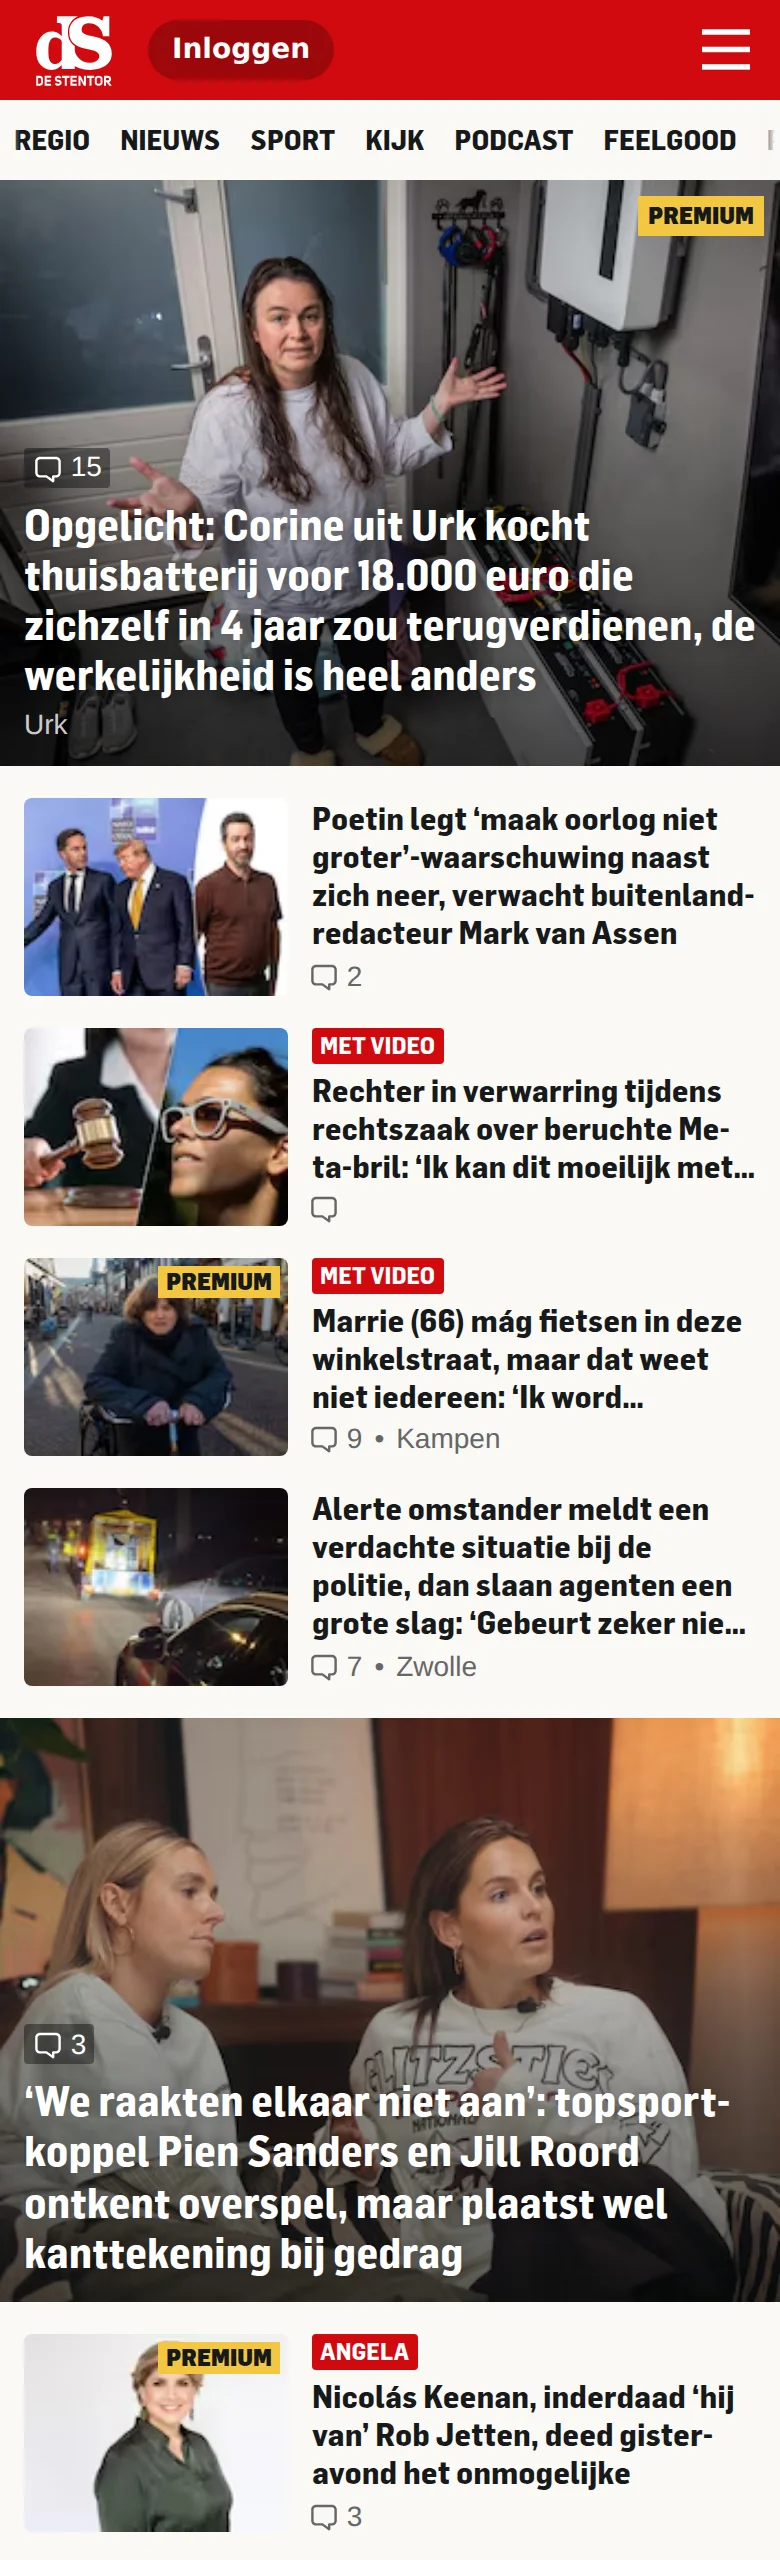 dS
DE STENTOR
Inloggen
REGIO NIEUWS SPORT KIJK PODCAST FEELGOOD
PREMIUM
15
Opgelicht: Corine uit Urk kocht
thuisbatterij voor 18.000 euro die
zichzelf in 4 jaar zou terugverdienen, de
werkelijkheid is heel anders
Urk
Poetin legt ‘maak oorlog niet
groter’-waarschuwing naast
zich neer, verwacht buitenland-
redacteur Mark van Assen
2
MET VIDEO
Rechter in verwarring tijdens
rechtszaak over beruchte Me-
ta-bril: ‘Ik kan dit moeilijk met...
PREMIUM
MET VIDEO
Marrie (66) mág fietsen in deze
winkelstraat, maar dat weet
niet iedereen: ‘Ik word...
9 • Kampen
Alerte omstander meldt een
verdachte situatie bij de
politie, dan slaan agenten een
grote slag: ‘Gebeurt zeker nie...
7 • Zwolle
3
‘We raakten elkaar niet aan’: topsport-
koppel Pien Sanders en Jill Roord
ontkent overspel, maar plaatst wel
kanttekening bij gedrag
PREMIUM
ANGELA
Nicolás Keenan, inderdaad ‘hij
van’ Rob Jetten, deed gister-
avond het onmogelijke
3